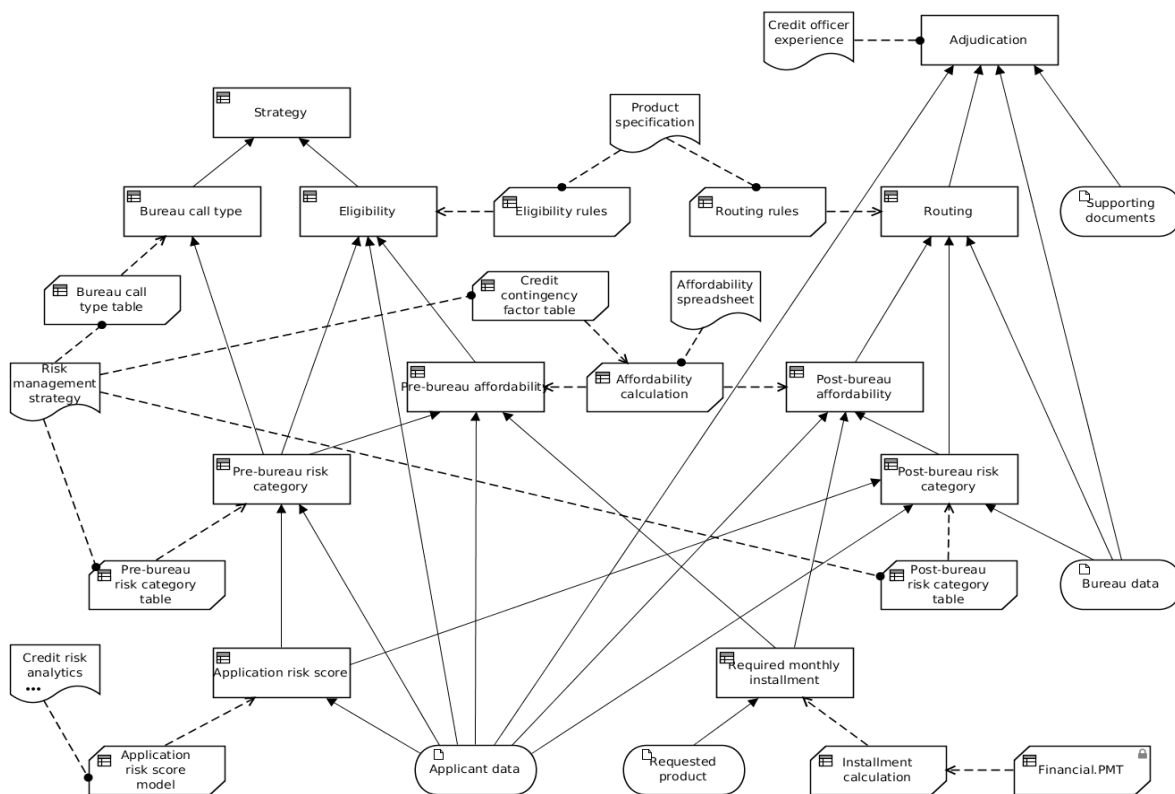 Credit officer
experience
Adjudication
Strategy
Product
specification
Bureau call type
Eligibility
Eligibility rules
Routing rules
Routing
Supporting
documents
Bureau call
type table
Credit
contingency
factor table
Affordability
spreadsheet
Risk
management
strategy
Pre-bureau affordability
Affordability
calculation
Post-bureau
affordability
Pre-bureau risk
category
Post-bureau risk
category
Pre-bureau
risk category
table
Post-bureau
risk category
table
Bureau data
Credit risk
analytics
Application risk score
Required monthly
installment
Application
risk score
model
Applicant data
Requested
product
Installment
calculation
Financial.PMT